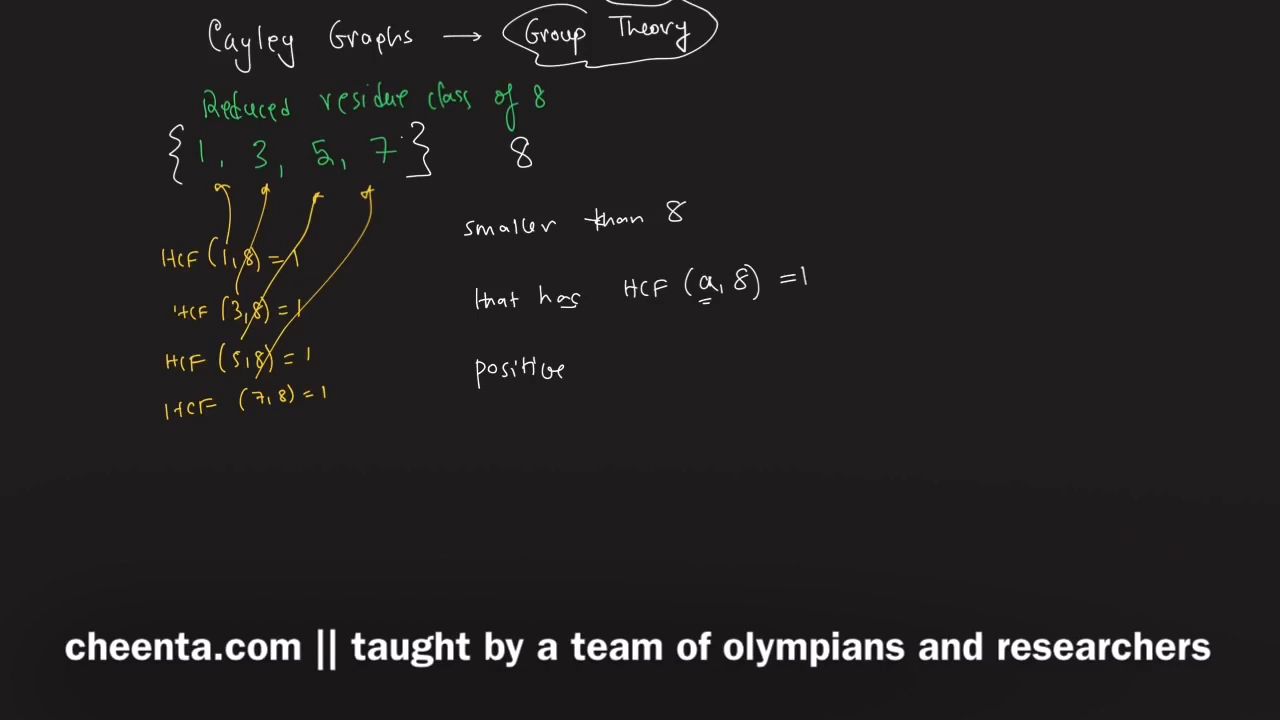 Cayley Graphs → Group Theory
Reduced residue class of 8
{1, 3, 5, 7} 8
smaller than 8
HCF (1,8) = 1
that has HCF (a, 8) = 1
HCF (3,8) = 1
HCF (5,8) = 1
positive
HCF (7,8) = 1
cheenta.com || taught by a team of olympians and researchers